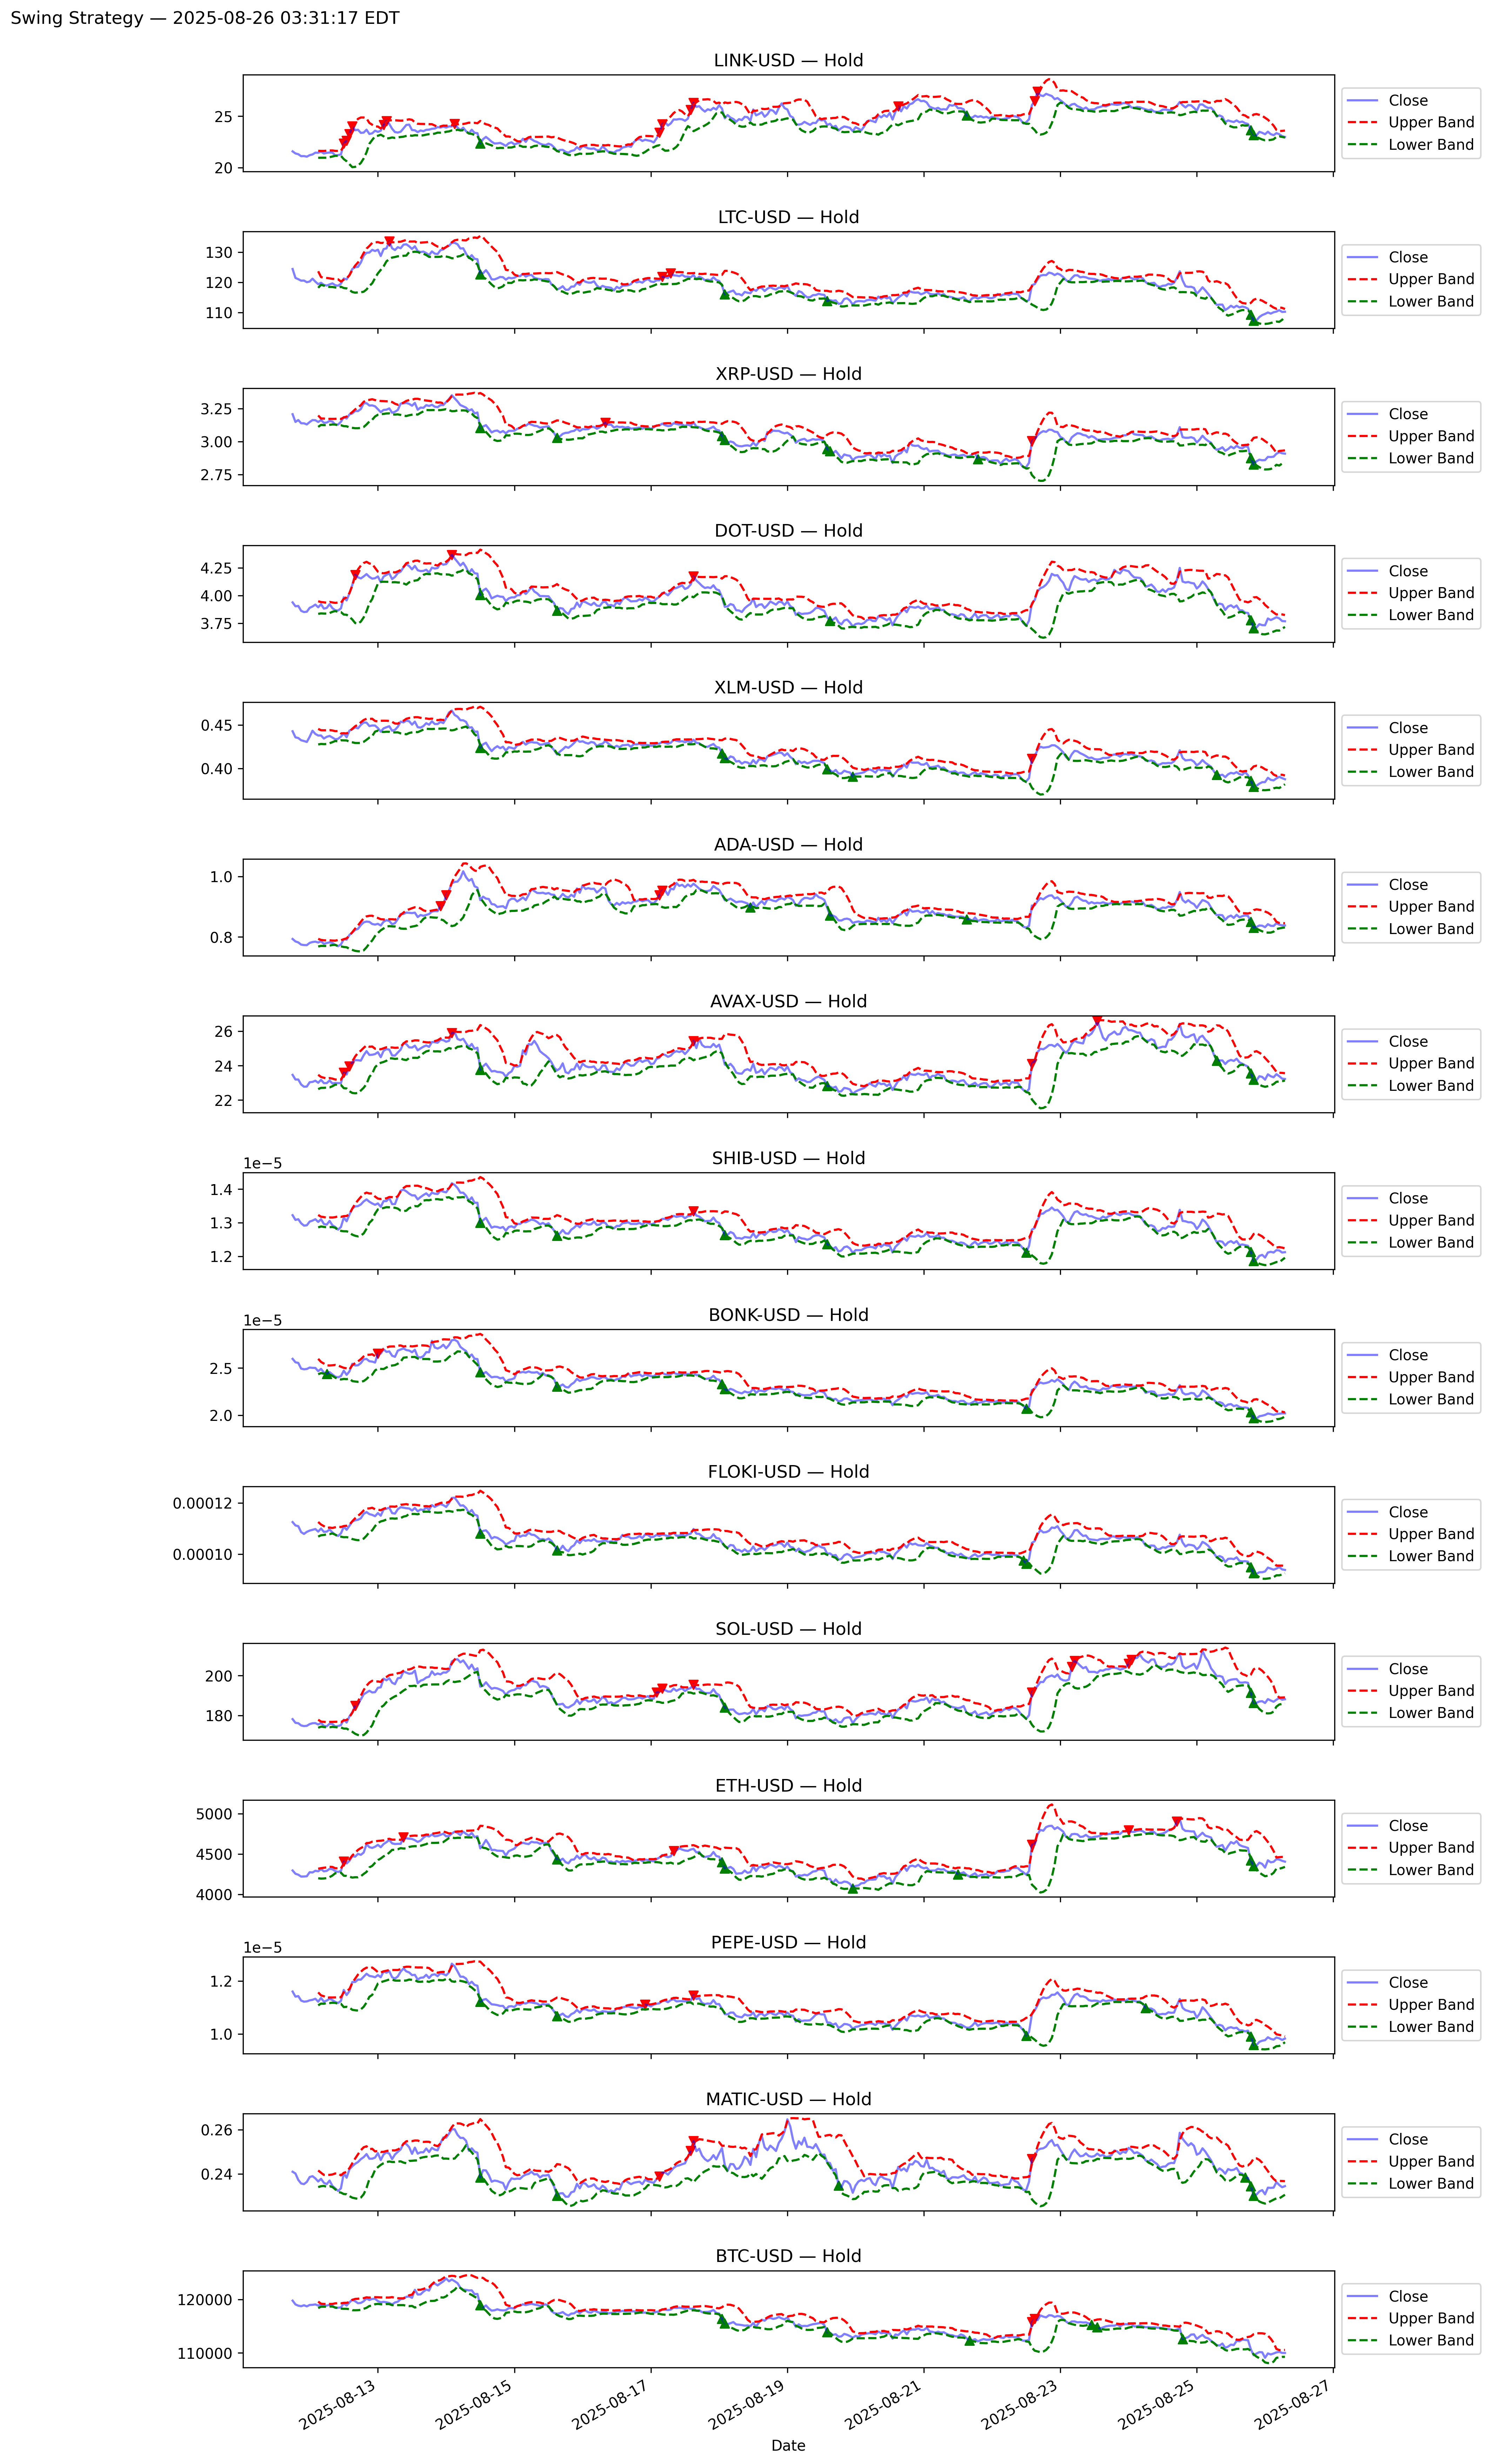 Swing Strategy — 2025-08-26 03:31:17 EDT
LINK-USD — Hold
25
20
Close
Upper Band
Lower Band
LTC-USD — Hold
130
120
110
Close
Upper Band
Lower Band
XRP-USD — Hold
3.25
3.00
2.75
Close
Upper Band
Lower Band
DOT-USD — Hold
4.25
4.00
3.75
Close
Upper Band
Lower Band
XLM-USD — Hold
0.45
0.40
Close
Upper Band
Lower Band
ADA-USD — Hold
1.0
0.8
Close
Upper Band
Lower Band
AVAX-USD — Hold
26
24
22
Close
Upper Band
Lower Band
SHIB-USD — Hold
1e−5
1.4
1.3
1.2
Close
Upper Band
Lower Band
BONK-USD — Hold
1e−5
2.5
2.0
Close
Upper Band
Lower Band
FLOKI-USD — Hold
0.00012
0.00010
Close
Upper Band
Lower Band
SOL-USD — Hold
200
180
Close
Upper Band
Lower Band
ETH-USD — Hold
5000
4500
4000
Close
Upper Band
Lower Band
PEPE-USD — Hold
1e−5
1.2
1.0
Close
Upper Band
Lower Band
MATIC-USD — Hold
0.26
0.24
Close
Upper Band
Lower Band
BTC-USD — Hold
120000
110000
Close
Upper Band
Lower Band
2025-08-13
2025-08-15
2025-08-17
2025-08-19
2025-08-21
2025-08-23
2025-08-25
2025-08-27
Date